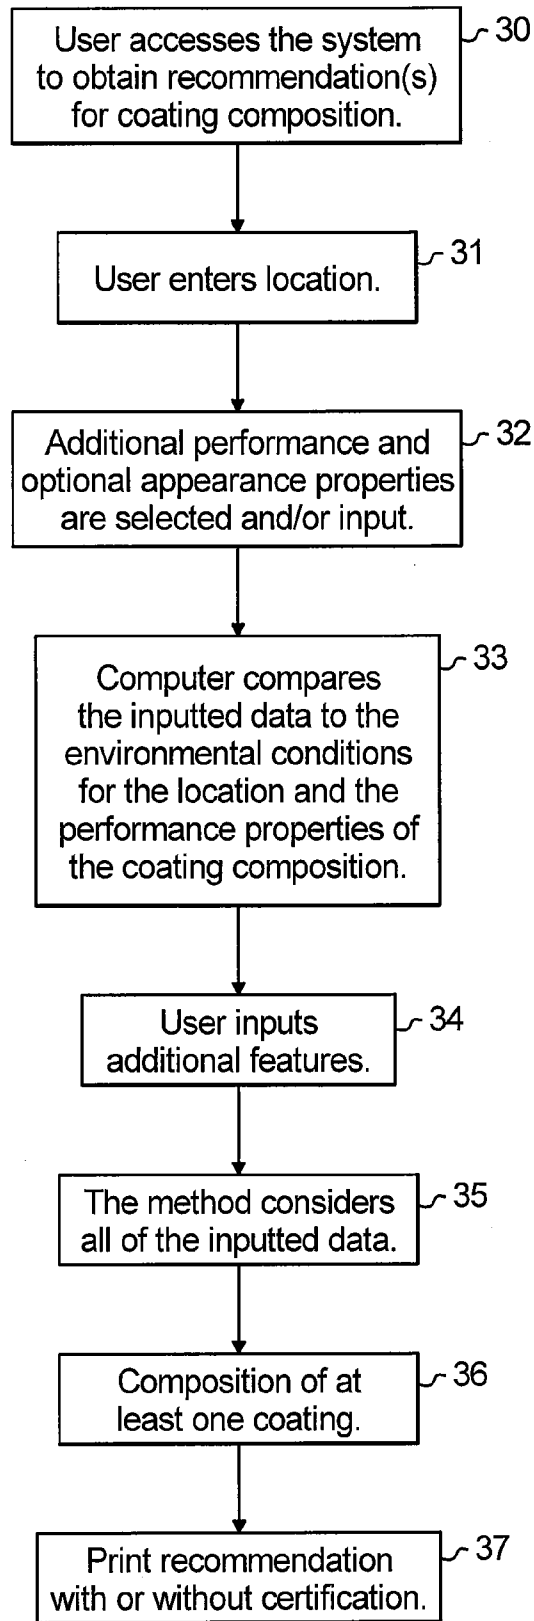 User accesses the system
to obtain recommendation(s)
for coating composition.
30
User enters location.
31
Additional performance and
optional appearance properties
are selected and/or input.
32
Computer compares
the inputted data to the
environmental conditions
for the location and the
performance properties of
the coating composition.
33
User inputs
additional features.
34
The method considers
all of the inputted data.
35
Composition of at
least one coating.
36
Print recommendation
with or without certification.
37